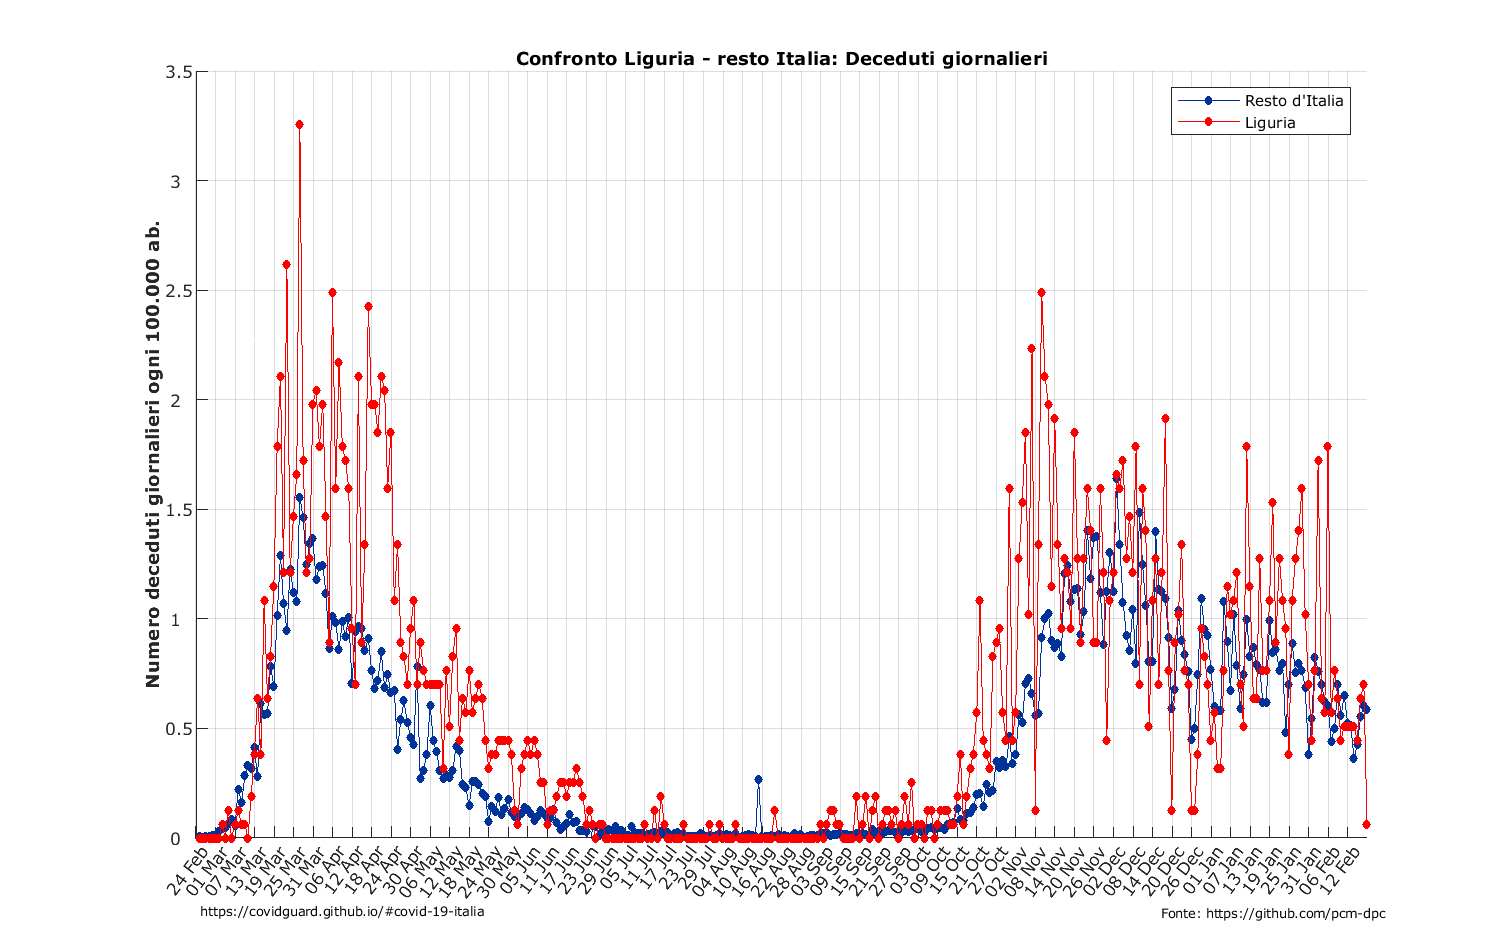 Confronto Liguria - resto Italia: Deceduti giornalieri
Resto d'Italia
Liguria
Numero deceduti giornalieri ogni 100.000 ab.
3.5
3
2.5
2
1.5
1
0.5
0
24 Feb
01 Mar
07 Mar
13 Mar
19 Mar
25 Mar
31 Mar
06 Apr
12 Apr
18 Apr
24 Apr
30 Apr
06 May
12 May
18 May
24 May
30 May
05 Jun
11 Jun
17 Jun
23 Jun
29 Jun
05 Jul
11 Jul
17 Jul
23 Jul
29 Jul
04 Aug
10 Aug
16 Aug
22 Aug
28 Aug
03 Sep
09 Sep
15 Sep
21 Sep
27 Sep
03 Oct
09 Oct
15 Oct
21 Oct
27 Oct
02 Nov
08 Nov
14 Nov
20 Nov
26 Nov
02 Dec
08 Dec
14 Dec
20 Dec
26 Dec
01 Jan
07 Jan
13 Jan
19 Jan
25 Jan
31 Jan
06 Feb
12 Feb
https://covidguard.github.io/#covid-19-italia
Fonte: https://github.com/pcm-dpc